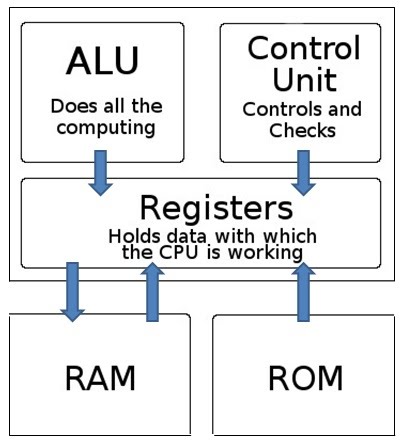 ALU
Does all the
computing
Control
Unit
Controls and
Checks
Registers
Holds data with which
the CPU is working
RAM
ROM